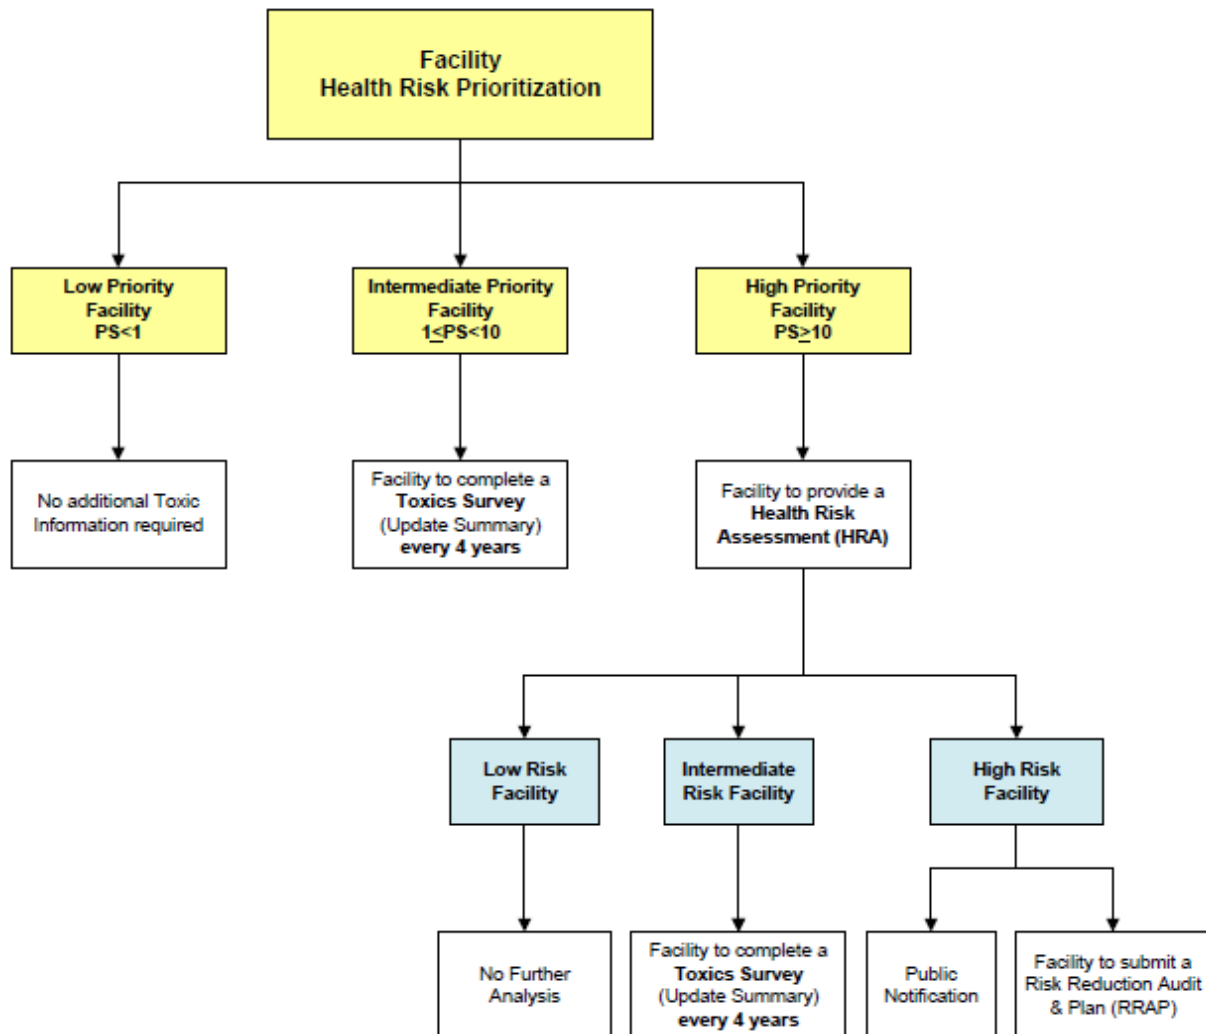 Facility
Health Risk Prioritization
Low Priority
Facility
PS<1
Intermediate Priority
Facility
1≤PS<10
High Priority
Facility
PS≥10
No additional Toxic
Information required
Facility to complete a
Toxics Survey
(Update Summary)
every 4 years
Facility to provide a
Health Risk
Assessment (HRA)
Low Risk
Facility
Intermediate
Risk Facility
High Risk
Facility
No Further
Analysis
Facility to complete a
Toxics Survey
(Update Summary)
every 4 years
Public
Notification
Facility to submit a
Risk Reduction Audit
& Plan (RRAP)